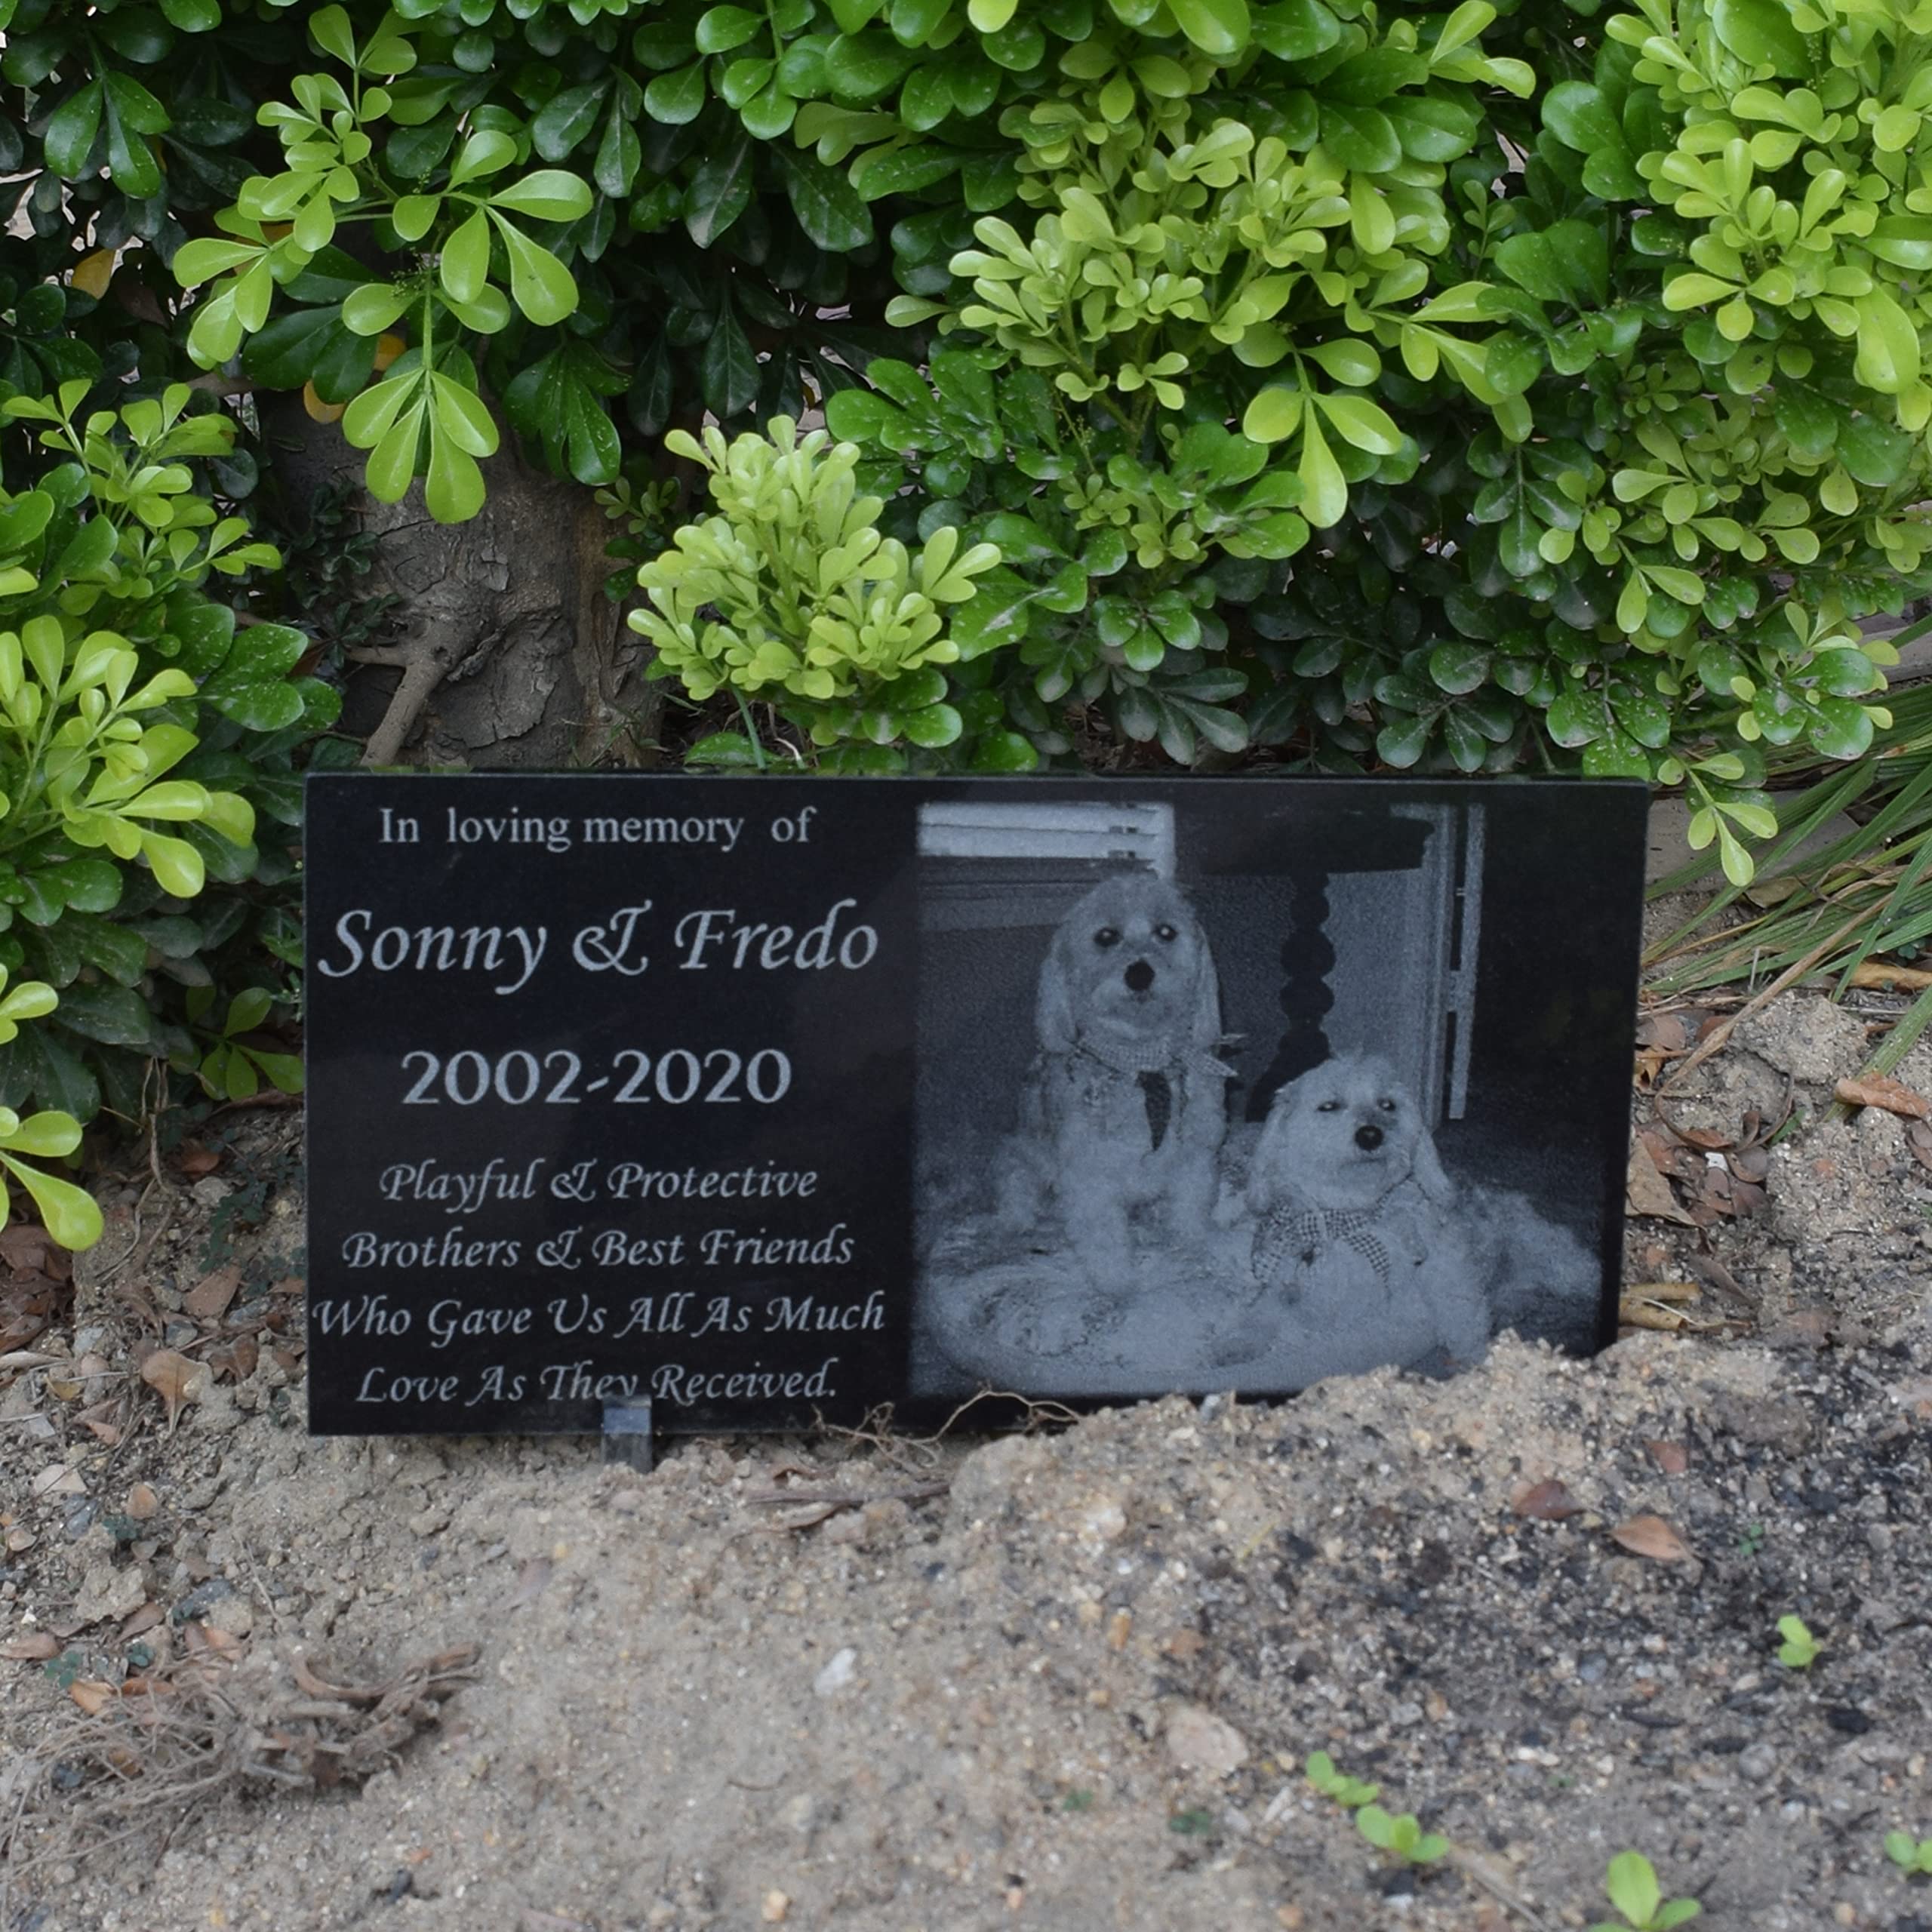 In loving memory of
Sonny & Fredo
2002-2020
Playful & Protective
Brothers & Best Friends
Who Gave Us All As Much
Love As They Received.